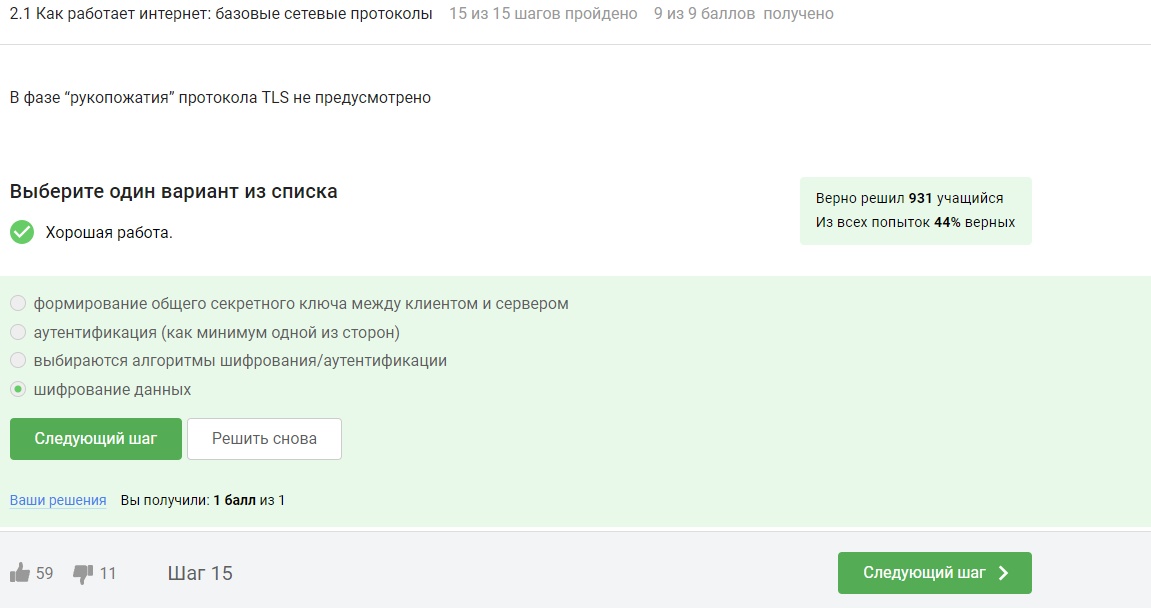 2.1 Как работает интернет: базовые сетевые протоколы 15 из 15 шагов пройдено 9 из 9 баллов получено
В фазе “рукопожатия” протокола TLS не предусмотрено
Выберите один вариант из списка
Верно решил 931 учащийся
Из всех попыток 44% верных
Хорошая работа.
формирование общего секретного ключа между клиентом и сервером
аутентификация (как минимум одной из сторон)
выбираются алгоритмы шифрования/аутентификации
шифрование данных
Следующий шаг Решить снова
Ваши решения Вы получили: 1 балл из 1
59 11 Шаг 15 Следующий шаг